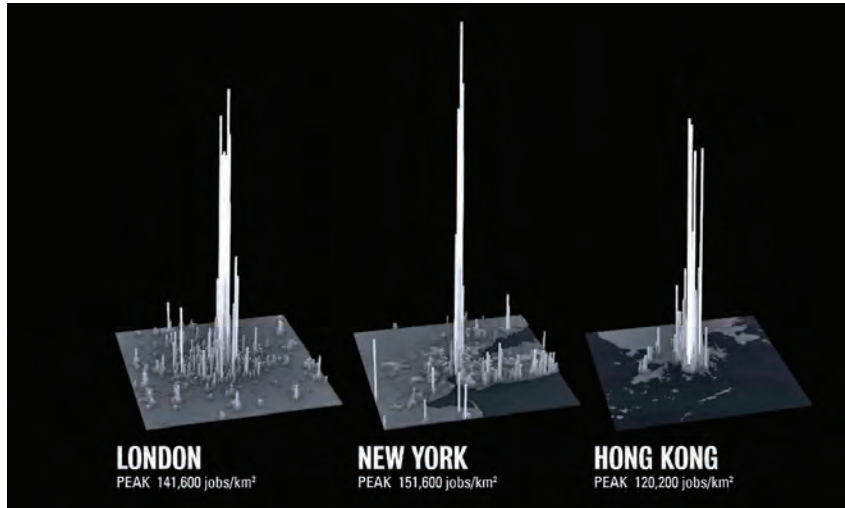 LONDON
PEAK 141,600 jobs/km²
NEW YORK
PEAK 151,600 jobs/km²
HONG KONG
PEAK 120,200 jobs/km²